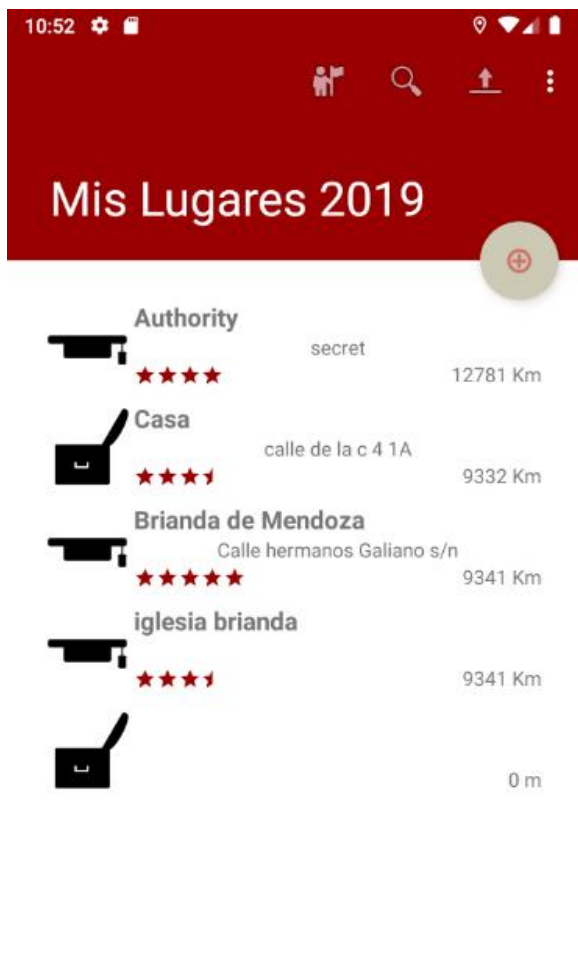 10:52
Mis Lugares 2019
Authority
secret
12781 Km
Casa
calle de la c 4 1A
9332 Km
Brianda de Mendoza
Calle hermanos Galiano s/n
9341 Km
iglesia brianda
9341 Km
0 m